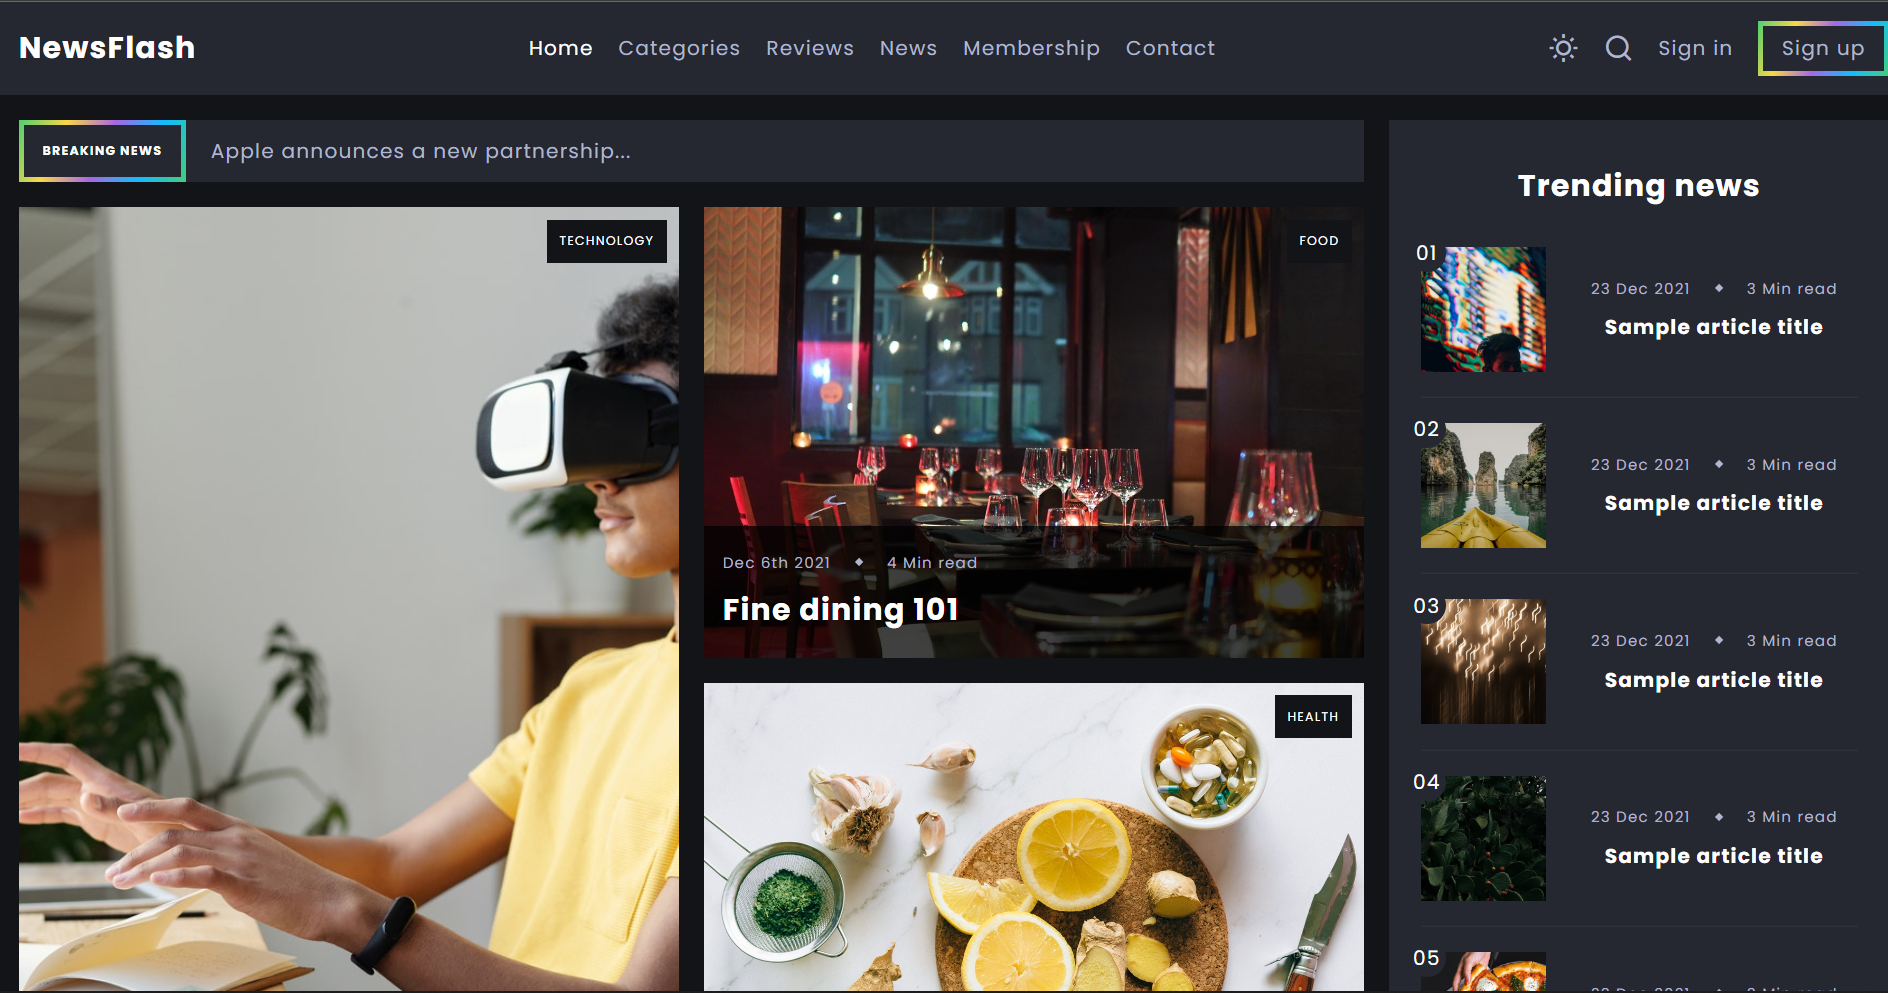 NewsFlash
Home Categories Reviews News Membership Contact
Sign in Sign up
BREAKING NEWS Apple announces a new partnership...
TECHNOLOGY
FOOD
Dec 6th 2021 ◆ 4 Min read
Fine dining 101
HEALTH
Trending news
01
23 Dec 2021 ◆ 3 Min read
Sample article title
02
23 Dec 2021 ◆ 3 Min read
Sample article title
03
23 Dec 2021 ◆ 3 Min read
Sample article title
04
23 Dec 2021 ◆ 3 Min read
Sample article title
05